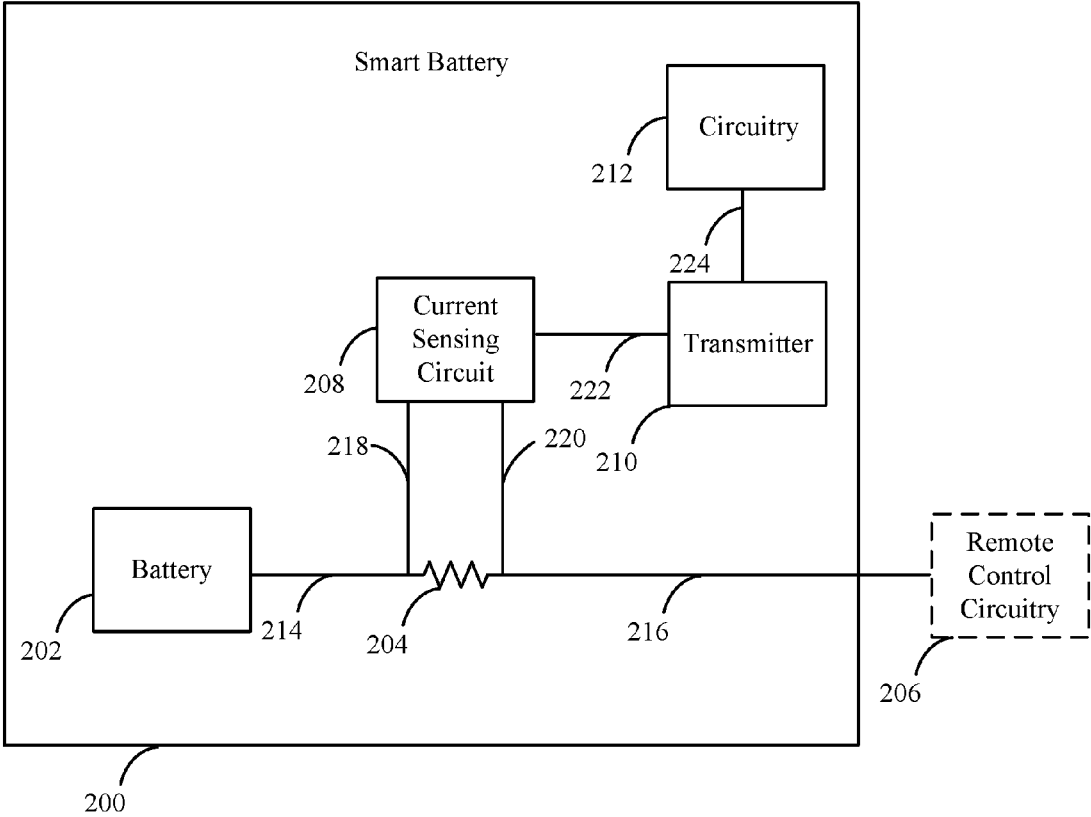 Smart Battery
Circuitry
212
224
Current
Sensing
Circuit
208
222
Transmitter
210
218
220
Battery
202
214
204
216
Remote
Control
Circuitry
206
200